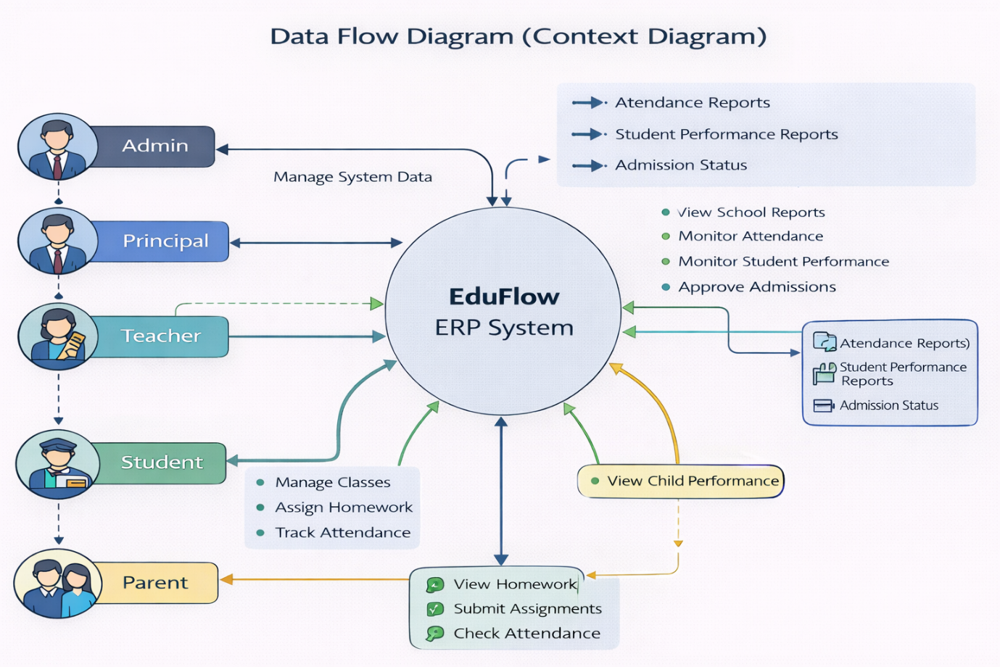 Data Flow Diagram (Context Diagram)
Admin
Manage System Data
Atendance Reports
Student Performance Reports
Admission Status
Principal
View School Reports
Monitor Attendance
Monitor Student Performance
Approve Admissions
EduFlow
ERP System
Teacher
Atendance Reports)
Student Performance
Reports
Admission Status
Student
Manage Classes
Assign Homework
Track Attendance
View Child Performance
Parent
View Homework
Submit Assignments
Check Attendance